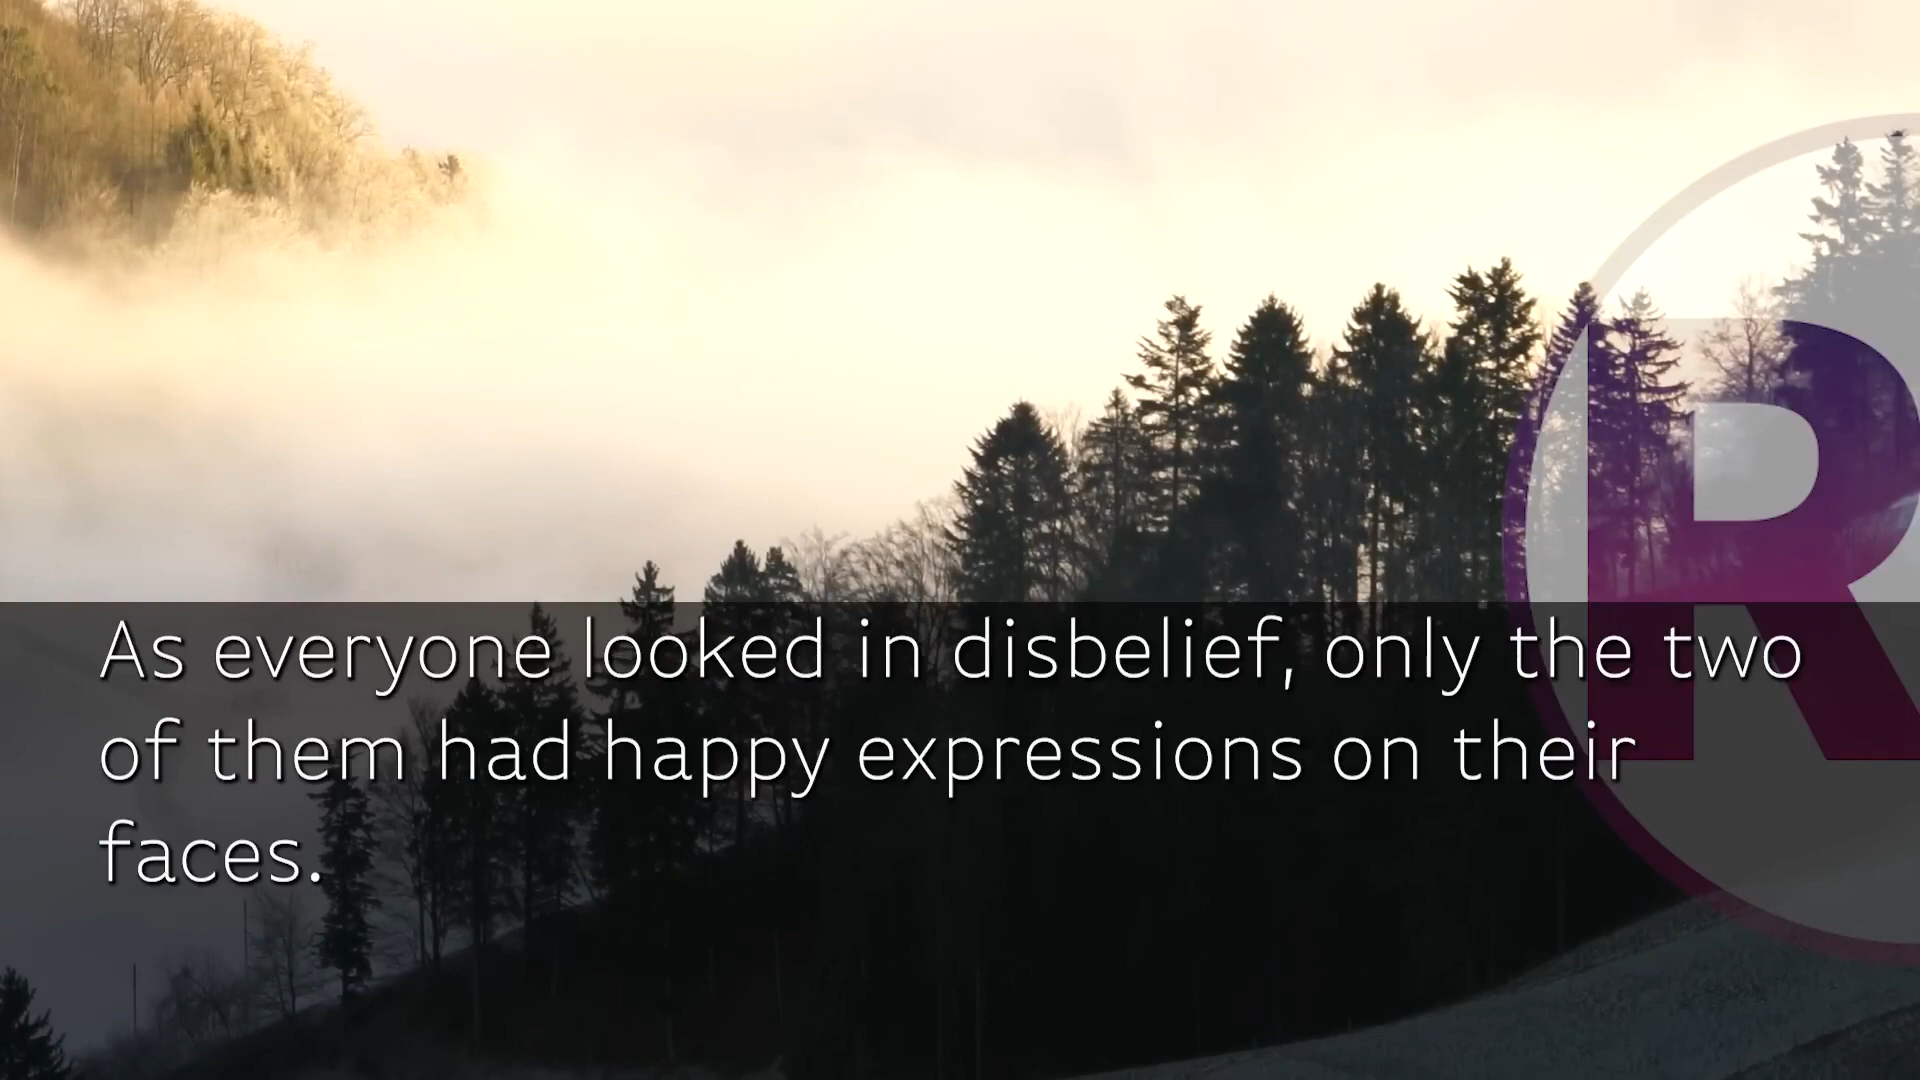 R
As everyone looked in disbelief, only the two
of them had happy expressions on their
faces.